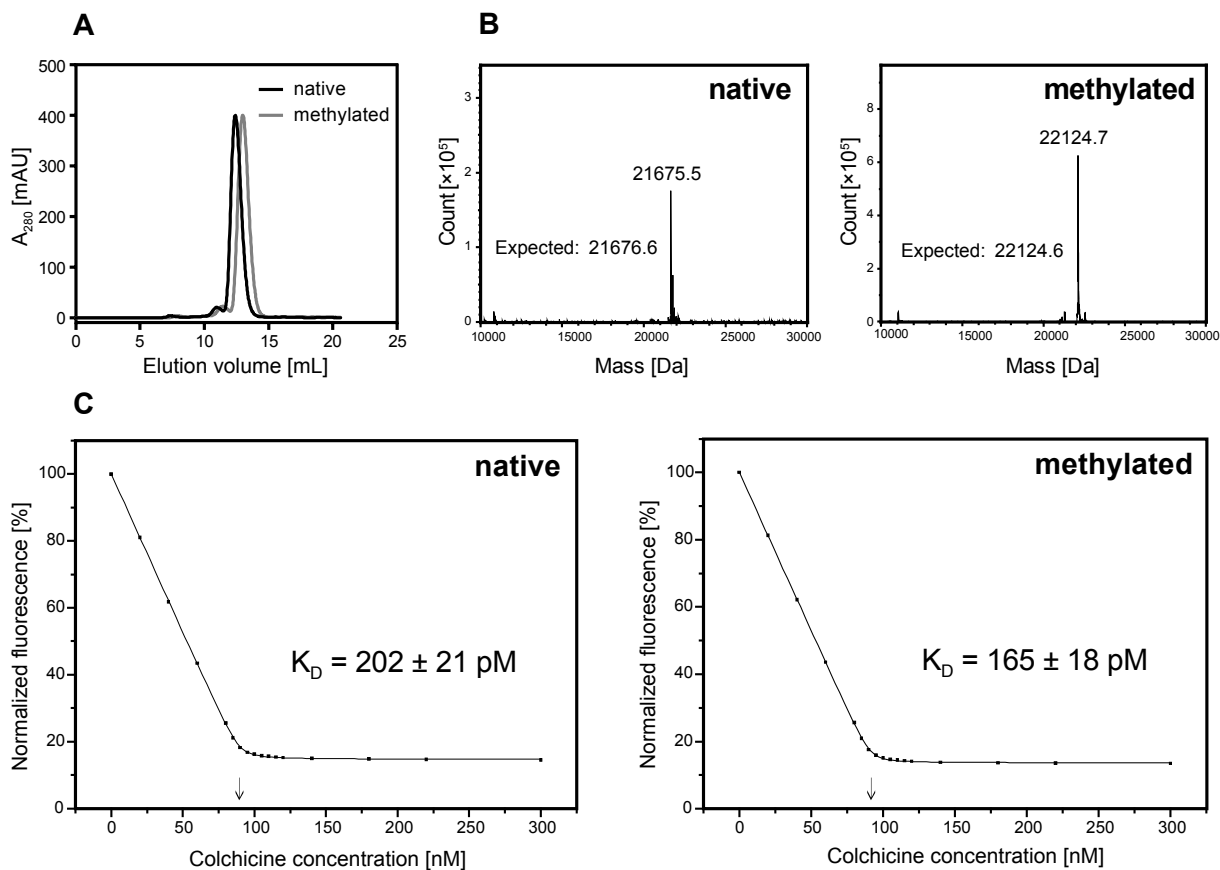 A
500
400
300
200
100
0
A280 [mAU]
0 5 10 15 20 25
Elution volume [mL]
native
methylated
B
native
3
2
1
0
Count [×10⁵]
21675.5
Expected: 21676.6
10000 15000 20000 25000 30000
Mass [Da]
methylated
8
6
4
2
0
Count [×10⁵]
22124.7
Expected: 22124.6
10000 15000 20000 25000 30000
Mass [Da]
C
native
100
80
60
40
20
0
Normalized fluorescence [%]
KD = 202 ± 21 pM
0 50 100 150 200 250 300
Colchicine concentration [nM]
methylated
100
80
60
40
20
0
Normalized fluorescence [%]
KD = 165 ± 18 pM
0 50 100 150 200 250 300
Colchicine concentration [nM]